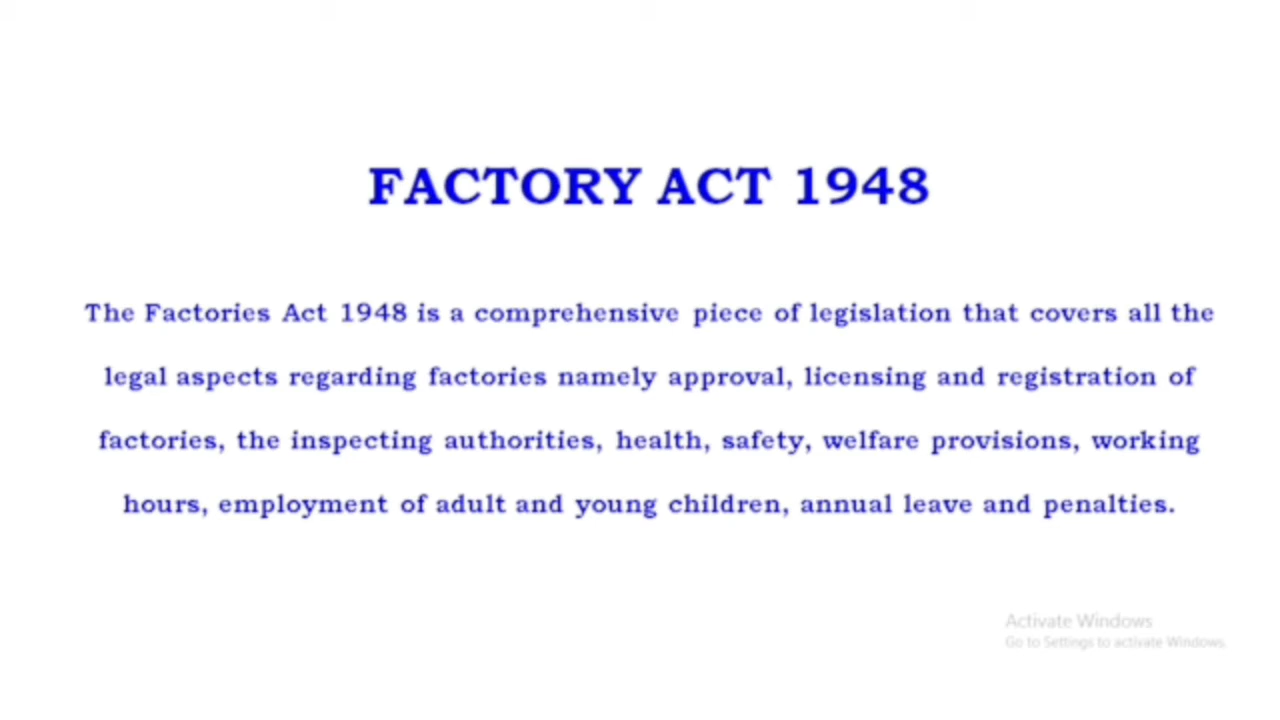 FACTORY ACT 1948
The Factories Act 1948 is a comprehensive piece of legislation that covers all the
legal aspects regarding factories namely approval, licensing and registration of
factories, the inspecting authorities, health, safety, welfare provisions, working
hours, employment of adult and young children, annual leave and penalties.
Activate Windows
Go to Settings to activate Windows.